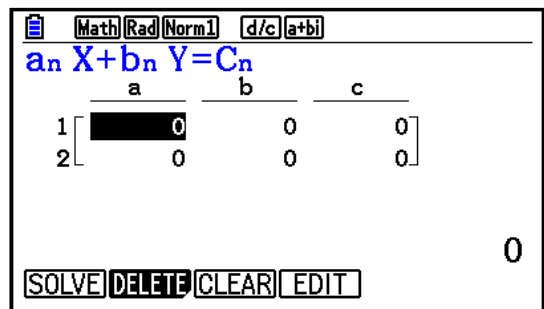 Math Rad Norm1 d/c a+bi
an X+bn Y=Cn
a b c
1 0 0 0
2 0 0 0
0
SOLVE DELETE CLEAR EDIT